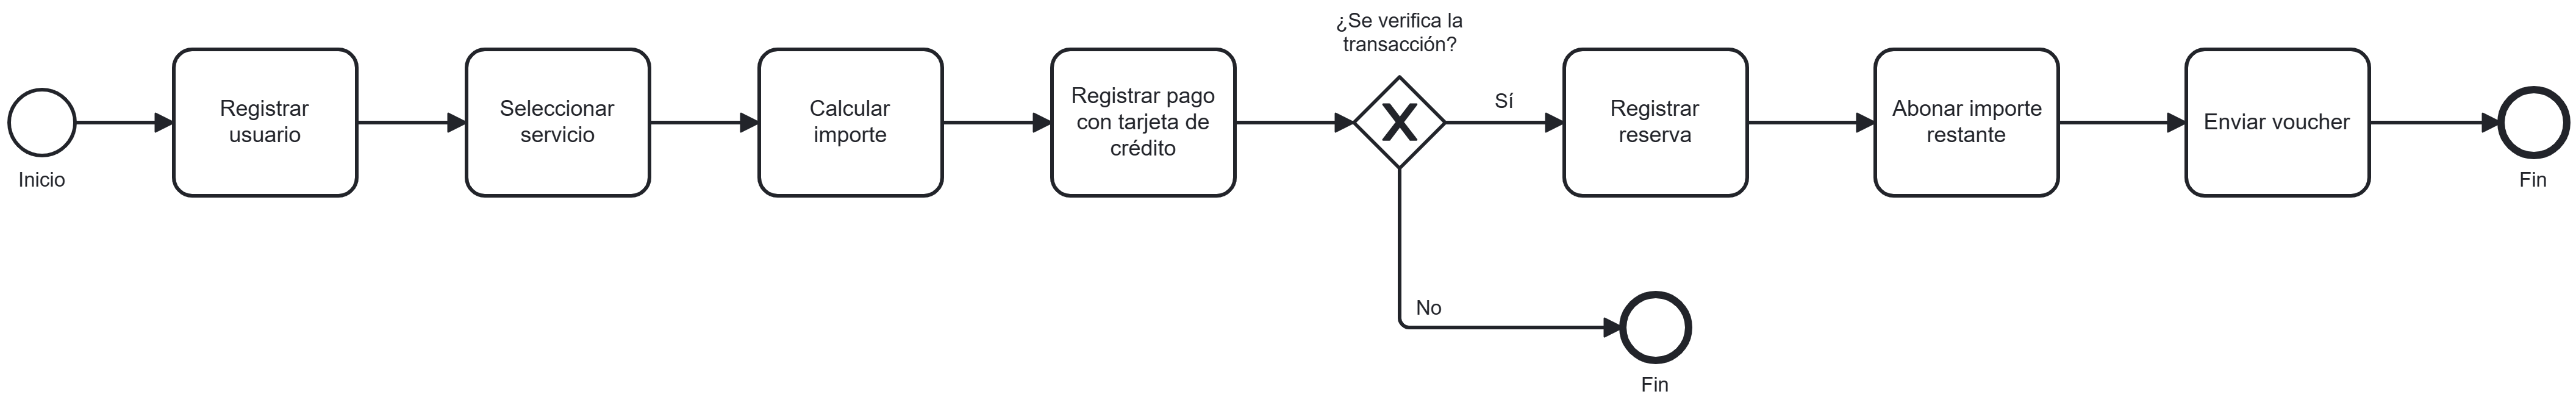 Inicio
Registrar
usuario
Seleccionar
servicio
Calcular
importe
Registrar pago
con tarjeta de
crédito
¿Se verifica la
transacción?
Sí
No
Registrar
reserva
Abonar importe
restante
Enviar voucher
Fin
Fin